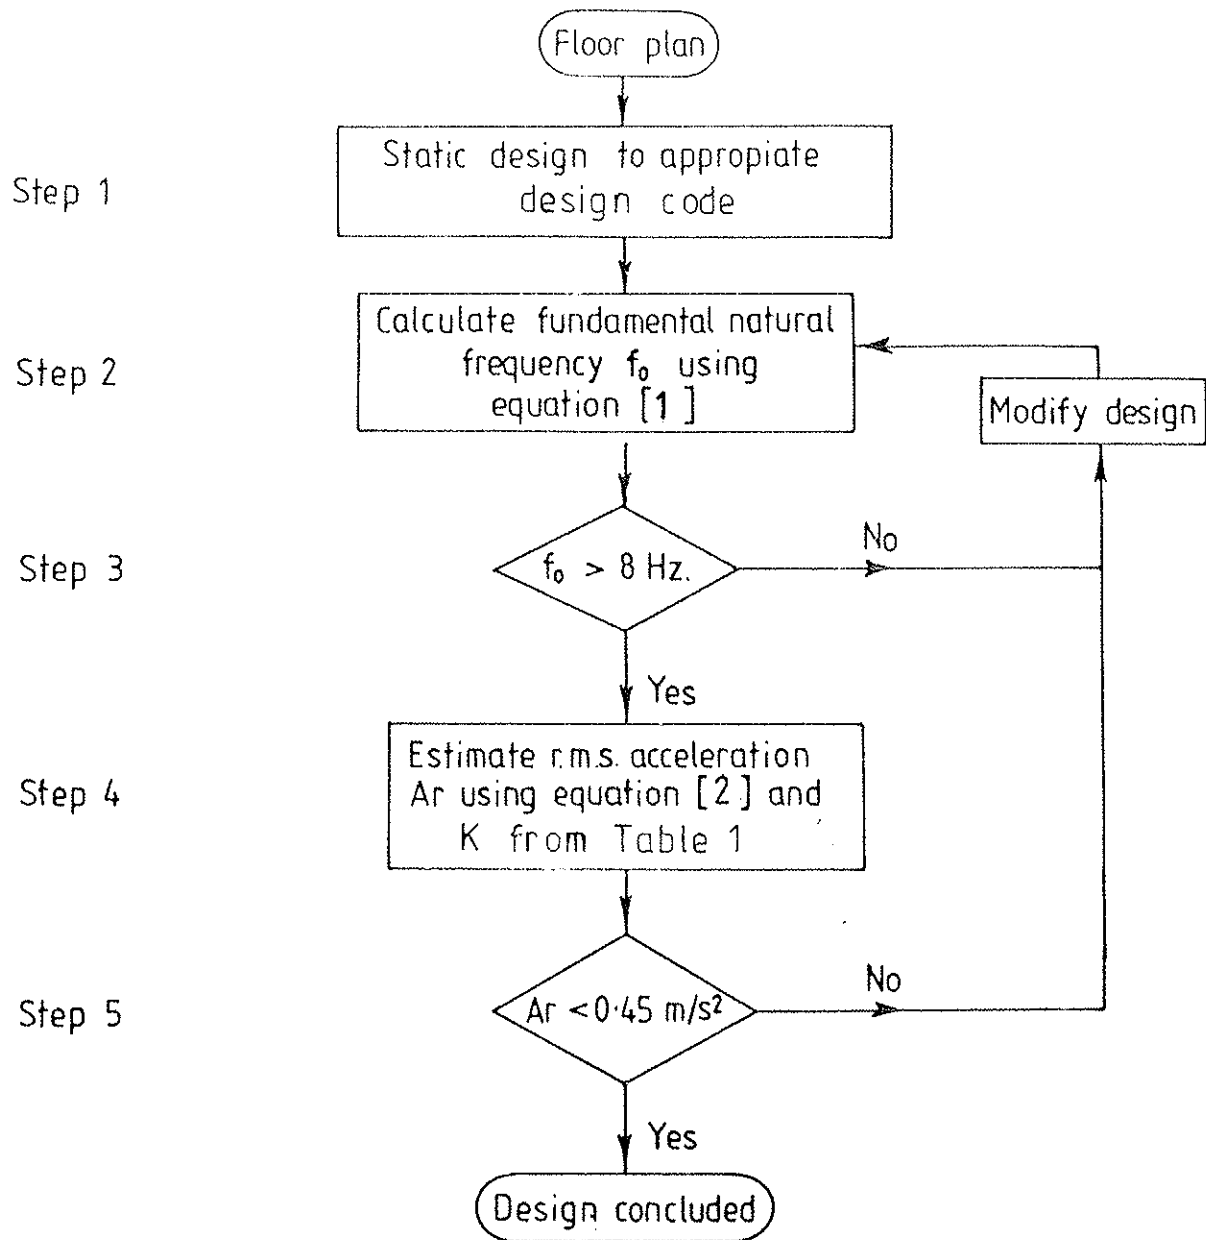 Floor plan
Step 1
Static design to appropiate
design code
Step 2
Calculate fundamental natural
frequency f₀ using
equation [1]
Modify design
Step 3
f₀ > 8 Hz.
No
Yes
Step 4
Estimate r.m.s. acceleration
Ar using equation [2] and
K from Table 1
Step 5
Ar < 0·45 m/s²
No
Yes
Design concluded